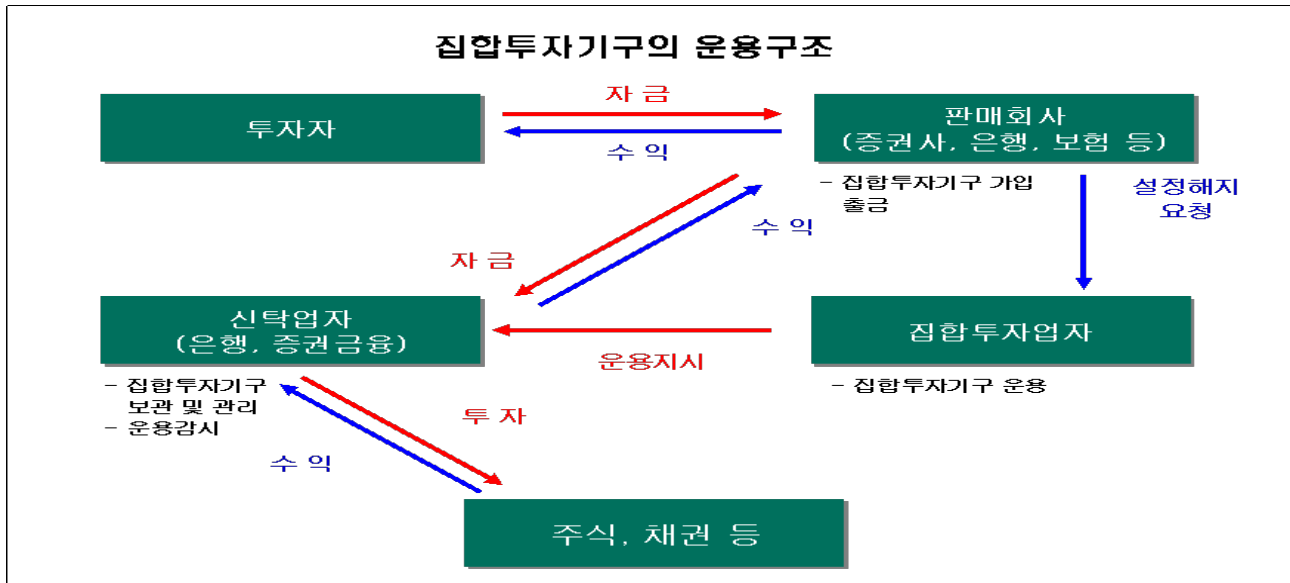 집합투자기구의 운용구조
자 금
투자자
판매회사
(증권사, 은행, 보험 등)
수 익
- 집합투자기구 가입
출금
설정해지
요청
수 익
자 금
신탁업자
(은행, 증권금융)
집합투자업자
운용지시
- 집합투자기구
보관 및 관리
- 운용감시
- 집합투자기구 운용
투 자
수 익
주식, 채권 등